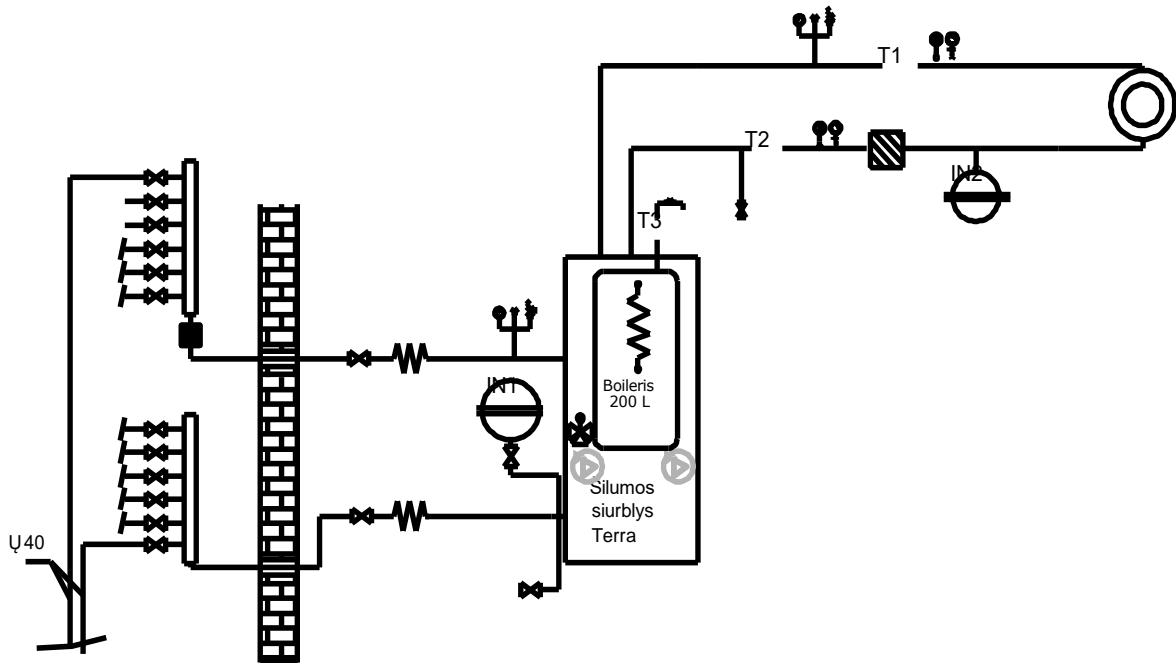 T1
T2
IN2
T3
IN1
Boileris
200 L
Silumos
siurblys
Terra
Ų40